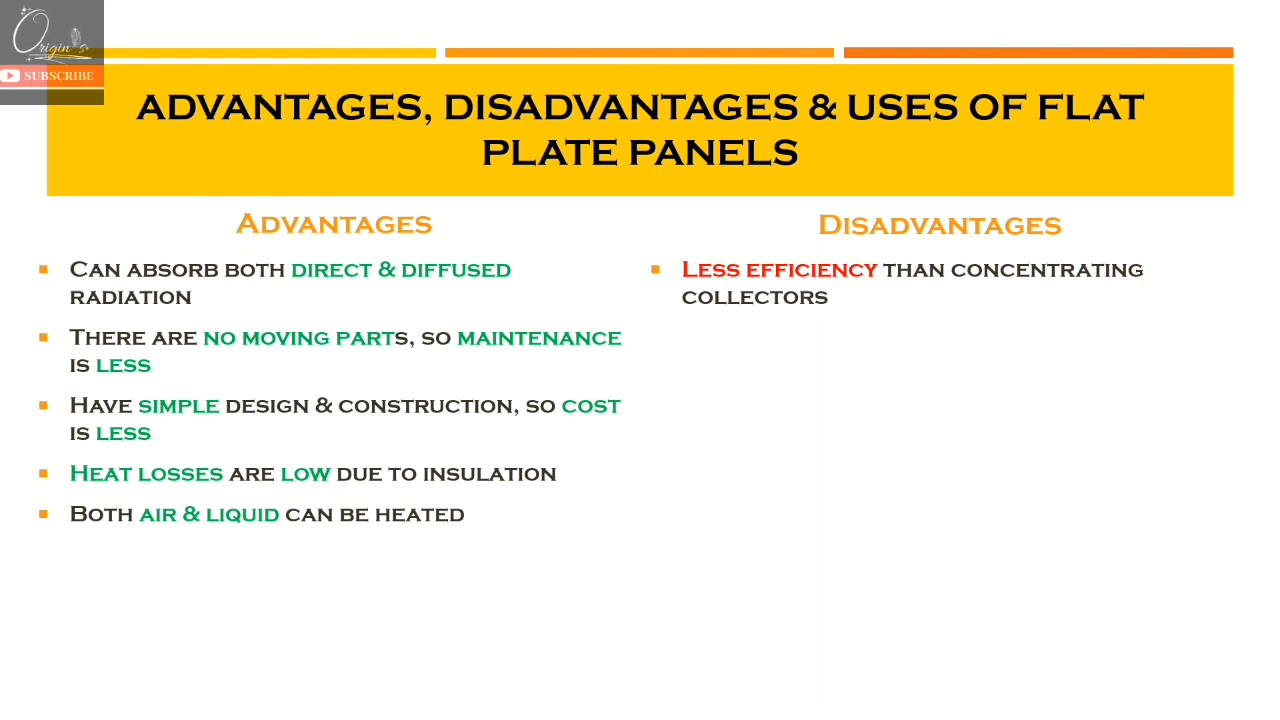 Origin's
SUBSCRIBE
ADVANTAGES, DISADVANTAGES & USES OF FLAT
PLATE PANELS
ADVANTAGES
CAN ABSORB BOTH DIRECT & DIFFUSED
RADIATION
THERE ARE NO MOVING PARTS, SO MAINTENANCE
IS LESS
HAVE SIMPLE DESIGN & CONSTRUCTION, SO COST
IS LESS
HEAT LOSSES ARE LOW DUE TO INSULATION
BOTH AIR & LIQUID CAN BE HEATED
DISADVANTAGES
LESS EFFICIENCY THAN CONCENTRATING
COLLECTORS